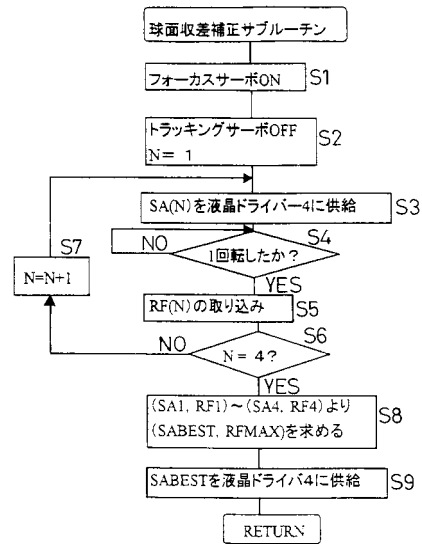 球面収差補正サブルーチン
フォーカスサーボON
S1
トラッキングサーボOFF
N= 1
S2
SA(N)を液晶ドライバー4に供給
S3
S4
NO
1回転したか？
YES
S7
N=N+1
RF(N)の取り込み
S5
S6
NO
N= 4？
YES
(SA1, RF1)～(SA4, RF4)より
(SABEST, RFMAX)を求める
S8
SABESTを液晶ドライバ4に供給
S9
RETURN